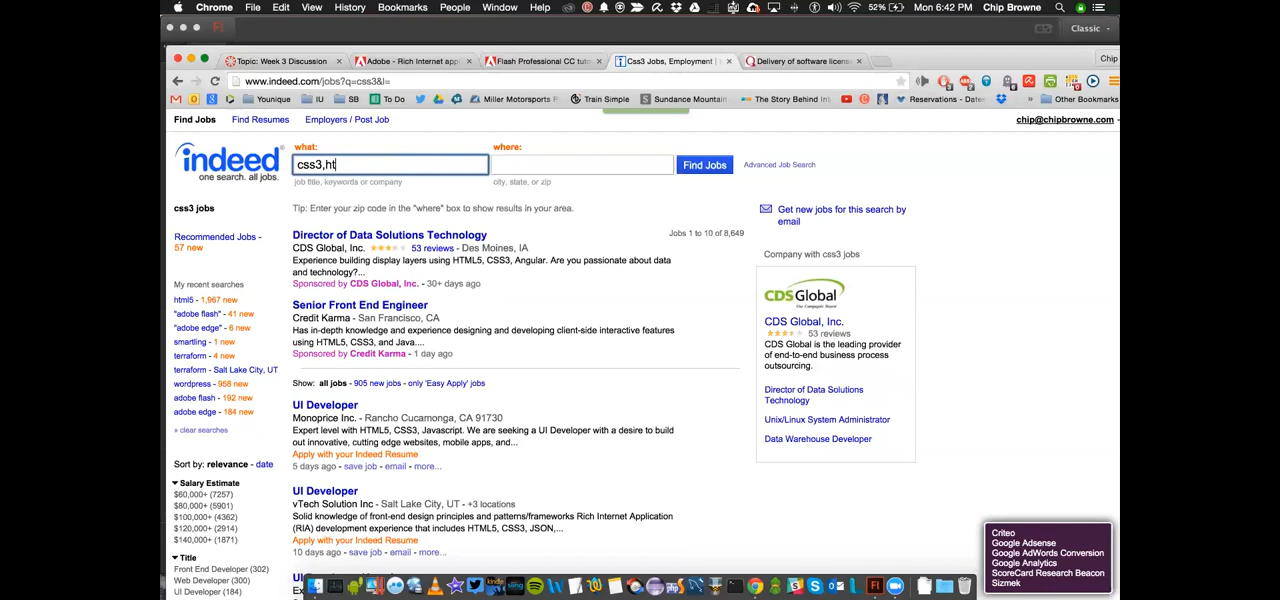 Chrome File Edit View History Bookmarks People Window Help 52% Mon 6:42 PM Chip Browne
Classic
Topic: Week 3 Discussion Adobe - Rich Internet app Flash Professional CC tuto Css3 Jobs, Employment | Delivery of software licens Chip
www.indeed.com/jobs?q=css3&l=
Younique IU SB To Do Miller Motorsports Train Simple Sundance Mountain The Story Behind Int Reservations - Dates Other Bookmarks
Find Jobs Find Resumes Employers / Post Job chip@chipbrowne.com
what: where:
indeed css3,ht Find Jobs Advanced Job Search
one search. all jobs. job title, keywords or company city, state, or zip
css3 jobs Tip: Enter your zip code in the "where" box to show results in your area.
Recommended Jobs -
57 new
My recent searches
html5 - 1,967 new
"adobe flash" - 41 new
"adobe edge" - 6 new
smartling - 1 new
terraform - 4 new
terraform - Salt Lake City, UT
wordpress - 958 new
adobe flash - 192 new
adobe edge - 184 new
» clear searches
Sort by: relevance - date
Salary Estimate
$60,000+ (7257)
$80,000+ (5901)
$100,000+ (4362)
$120,000+ (2914)
$140,000+ (1871)
Title
Front End Developer (302)
Web Developer (300)
UI Developer (184)
Director of Data Solutions Technology Jobs 1 to 10 of 8,649
CDS Global, Inc. 53 reviews - Des Moines, IA
Experience building display layers using HTML5, CSS3, Angular. Are you passionate about data
and technology?...
Sponsored by CDS Global, Inc. - 30+ days ago
Senior Front End Engineer
Credit Karma - San Francisco, CA
Has in-depth knowledge and experience designing and developing client-side interactive features
using HTML5, CSS3, and Java....
Sponsored by Credit Karma - 1 day ago
Show: all jobs - 905 new jobs - only 'Easy Apply' jobs
UI Developer
Monoprice Inc. - Rancho Cucamonga, CA 91730
Expert level with HTML5, CSS3, Javascript. We are seeking a UI Developer with a desire to build
out innovative, cutting edge websites, mobile apps, and...
Apply with your Indeed Resume
5 days ago - save job - email - more...
UI Developer
vTech Solution Inc - Salt Lake City, UT - +3 locations
Solid knowledge of front-end design principles and patterns/frameworks Rich Internet Application
(RIA) development experience that includes HTML5, CSS3, JSON,...
Apply with your Indeed Resume
10 days ago - save job - email - more...
Get new jobs for this search by
email
Company with css3 jobs
CDSGlobal
CDS Global, Inc.
53 reviews
CDS Global is the leading provider
of end-to-end business process
outsourcing.
Director of Data Solutions
Technology
Unix/Linux System Administrator
Data Warehouse Developer
Criteo
Google Adsense
Google AdWords Conversion
Google Analytics
ScoreCard Research Beacon
Sizmek